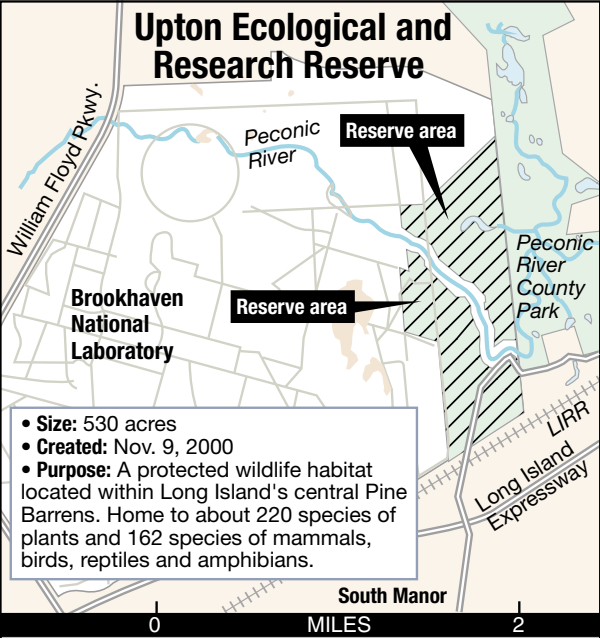 Upton Ecological and
Research Reserve
William Floyd Pkwy.
Peconic
River
Reserve area
Peconic
River
County
Park
Brookhaven
National
Laboratory
Reserve area
• Size: 530 acres
• Created: Nov. 9, 2000
• Purpose: A protected wildlife habitat
located within Long Island's central Pine
Barrens. Home to about 220 species of
plants and 162 species of mammals,
birds, reptiles and amphibians.
LIRR
Long Island
Expressway
South Manor
0 MILES 2